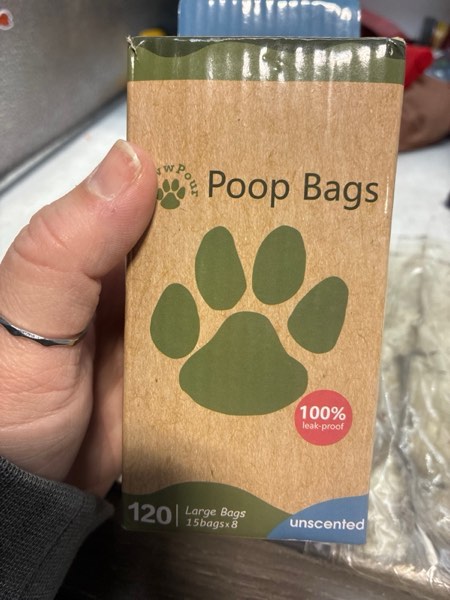 Poop Bags
100%
leak-proof
120
Large Bags
15bags x 8
unscented